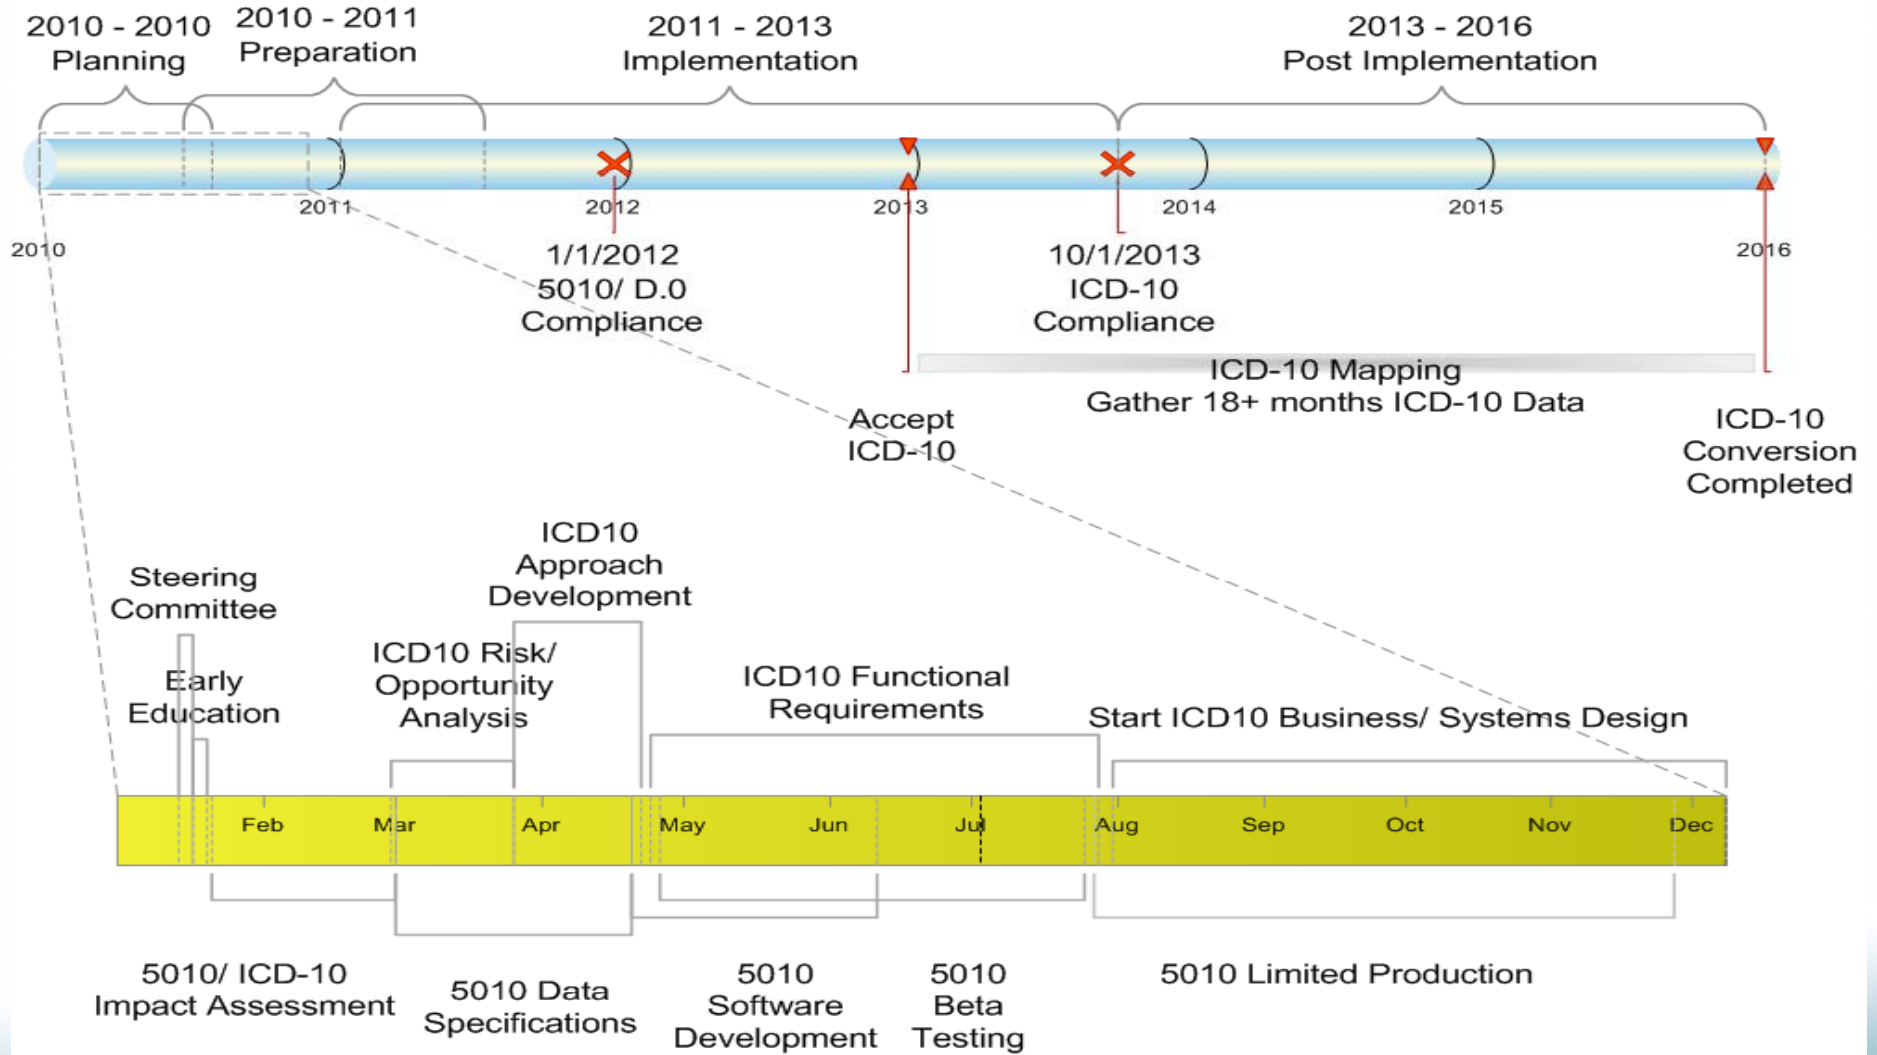 2010 - 2010
Planning
2010 - 2011
Preparation
2011 - 2013
Implementation
2013 - 2016
Post Implementation
2010
2011
2012
2013
2014
2015
2016
1/1/2012
5010/ D.0
Compliance
10/1/2013
ICD-10
Compliance
ICD-10 Mapping
Gather 18+ months ICD-10 Data
Accept
ICD-10
ICD-10
Conversion
Completed
Steering
Committee
Early
Education
ICD10 Risk/
Opportunity
Analysis
ICD10
Approach
Development
ICD10 Functional
Requirements
Start ICD10 Business/ Systems Design
Feb
Mar
Apr
May
Jun
Jul
Aug
Sep
Oct
Nov
Dec
5010/ ICD-10
Impact Assessment
5010 Data
Specifications
5010
Software
Development
5010
Beta
Testing
5010 Limited Production